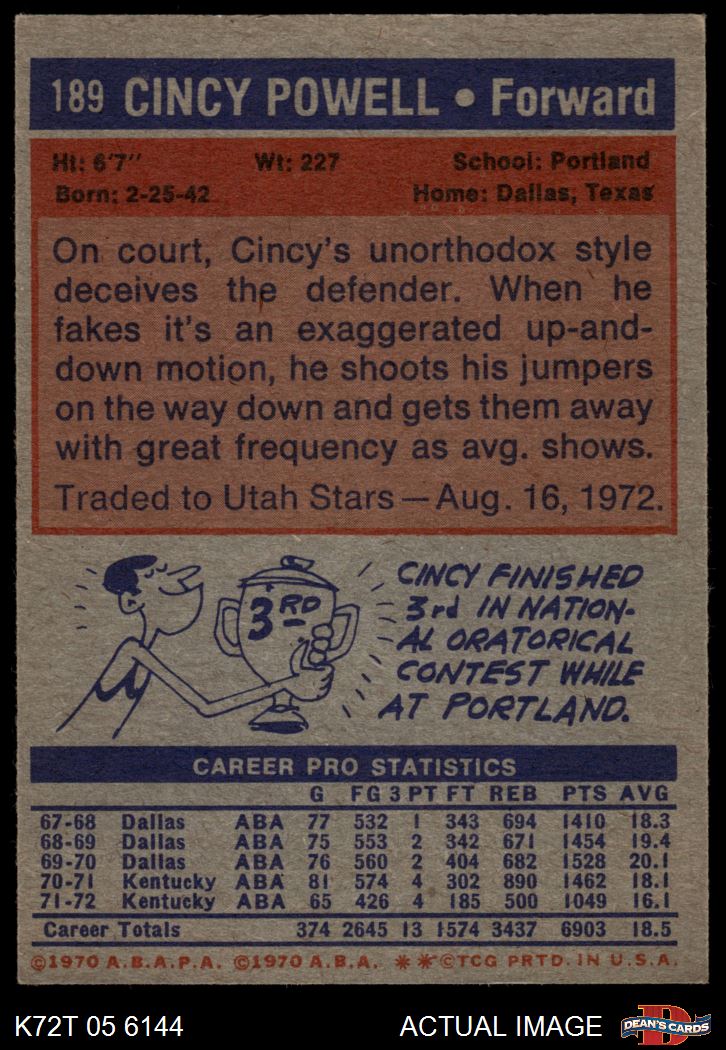 189 CINCY POWELL • Forward
Ht: 6'7" Wt: 227 School: Portland
Born: 2-25-42 Home: Dallas, Texas
On court, Cincy's unorthodox style
deceives the defender. When he
fakes it's an exaggerated up-and-
down motion, he shoots his jumpers
on the way down and gets them away
with great frequency as avg. shows.
Traded to Utah Stars—Aug. 16, 1972.
3RD
CINCY FINISHED
3rd IN NATION-
AL ORATORICAL
CONTEST WHILE
AT PORTLAND.
CAREER PRO STATISTICS
G FG 3 PT FT REB PTS AVG
67-68 Dallas ABA 77 532 1 343 694 1410 18.3
68-69 Dallas ABA 75 553 2 342 671 1454 19.4
69-70 Dallas ABA 76 560 2 404 682 1528 20.1
70-71 Kentucky ABA 81 574 4 302 890 1462 18.1
71-72 Kentucky ABA 65 426 4 185 500 1049 16.1
Career Totals 374 2645 13 1574 3437 6903 18.5
©1970 A.B.A.P.A. ©1970 A.B.A. **©TCG PRTD. IN U.S.A.
K72T 05 6144 ACTUAL IMAGE D DEAN'S CARDS